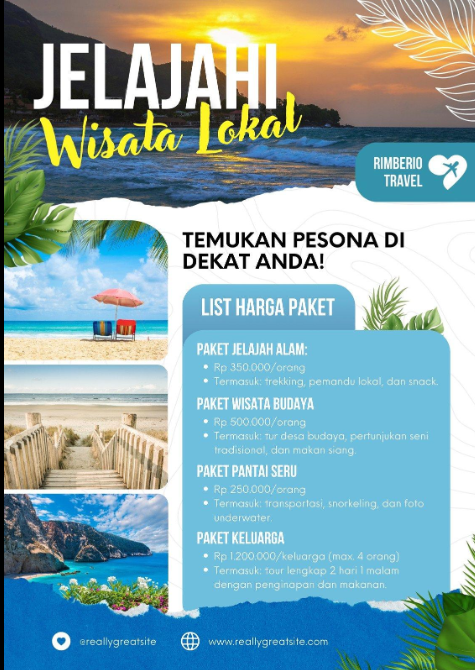 JELAJAHI
Wisata Lokal
RIMBERIO
TRAVEL
TEMUKAN PESONA DI
DEKAT ANDA!
LIST HARGA PAKET
PAKET JELAJAH ALAM:
• Rp 350.000/orang
• Termasuk: trekking, pemandu lokal, dan snack.
PAKET WISATA BUDAYA
• Rp 500.000/orang
• Termasuk: tur desa budaya, pertunjukan seni
tradisional, dan makan siang.
PAKET PANTAI SERU
• Rp 250.000/orang
• Termasuk: transportasi, snorkeling, dan foto
underwater.
PAKET KELUARGA
• Rp 1.200.000/keluarga (max. 4 orang)
• Termasuk: tour lengkap 2 hari 1 malam
dengan penginapan dan makanan.
@reallygreatsite
www.reallygreatsite.com